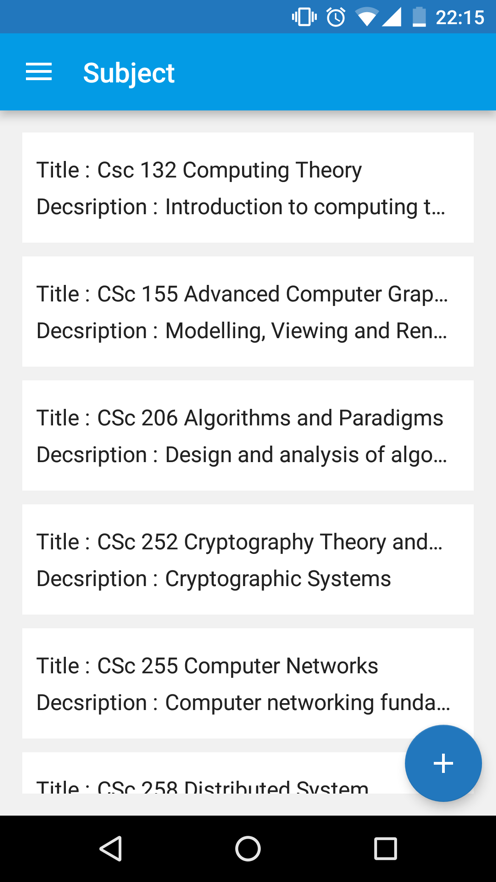 22:15
Subject
Title : Csc 132 Computing Theory
Decsription : Introduction to computing t...
Title : CSc 155 Advanced Computer Grap...
Decsription : Modelling, Viewing and Ren...
Title : CSc 206 Algorithms and Paradigms
Decsription : Design and analysis of algo...
Title : CSc 252 Cryptography Theory and...
Decsription : Cryptographic Systems
Title : CSc 255 Computer Networks
Decsription : Computer networking funda...
Title : CSc 258 Distributed System